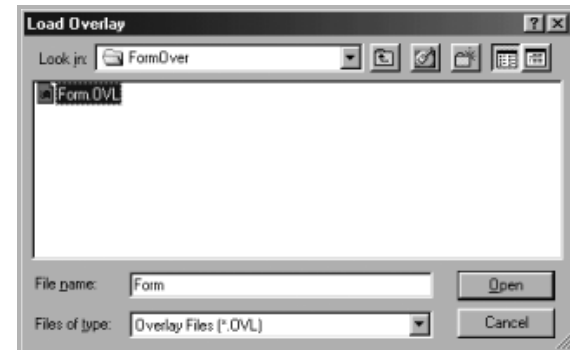 Load Overlay
Look in: FormOver
Form.OVL
File name: Form Open
Files of type: Overlay Files (*.OVL) Cancel